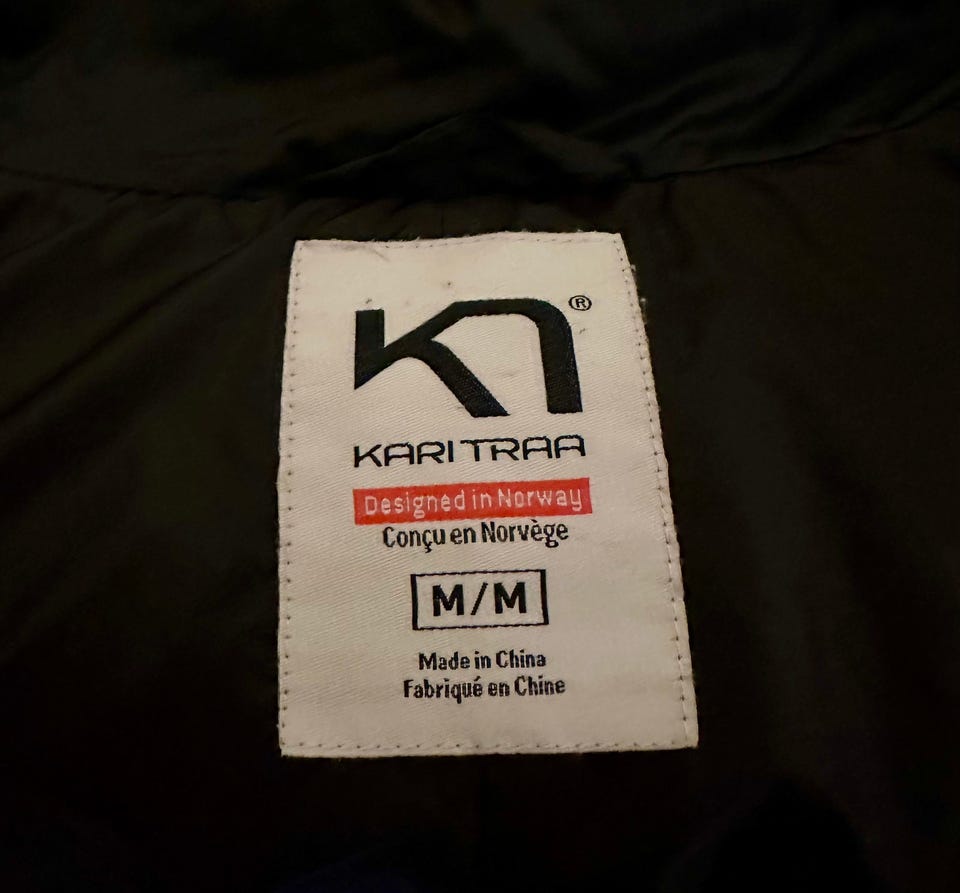 ®
KARI TRAA
Designed in Norway
Conçu en Norvège
M/M
Made in China
Fabriqué en Chine